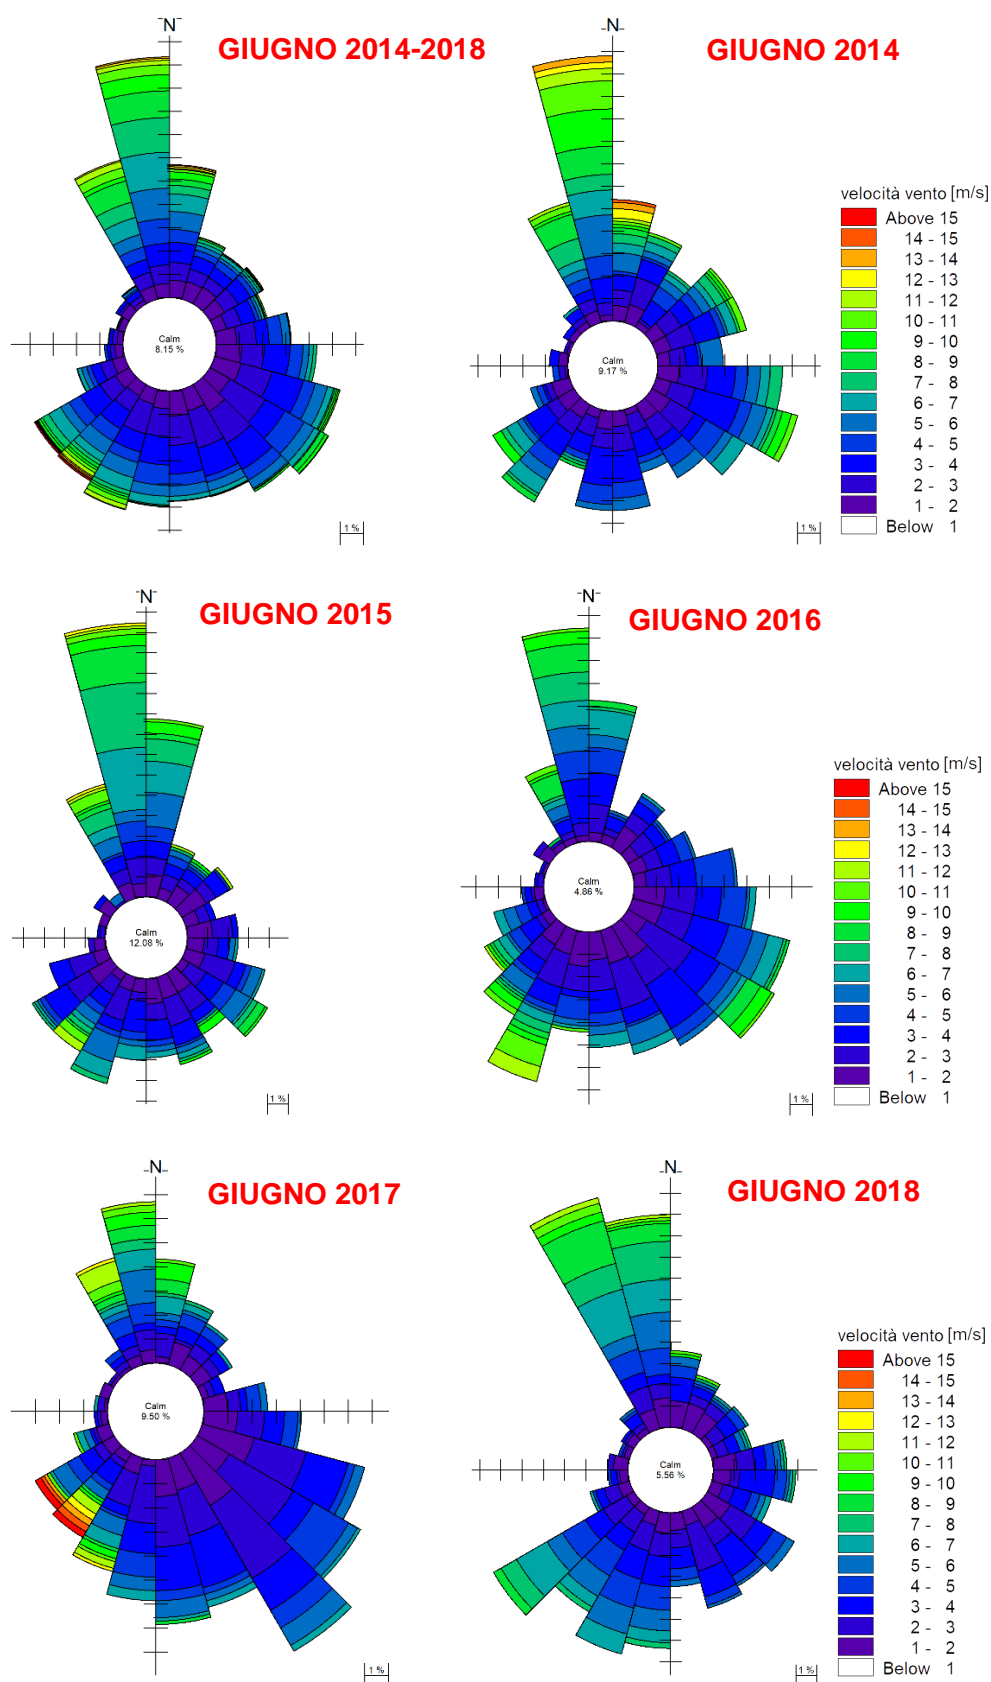 N
GIUGNO 2014-2018
Calm
8.15 %
1 %
N
GIUGNO 2014
Calm
9.17 %
1 %
velocità vento [m/s]
Above 15
14 - 15
13 - 14
12 - 13
11 - 12
10 - 11
9 - 10
8 - 9
7 - 8
6 - 7
5 - 6
4 - 5
3 - 4
2 - 3
1 - 2
Below 1
N
GIUGNO 2015
Calm
12.08 %
1 %
N
GIUGNO 2016
Calm
4.86 %
1 %
velocità vento [m/s]
Above 15
14 - 15
13 - 14
12 - 13
11 - 12
10 - 11
9 - 10
8 - 9
7 - 8
6 - 7
5 - 6
4 - 5
3 - 4
2 - 3
1 - 2
Below 1
N
GIUGNO 2017
Calm
9.50 %
1 %
N
GIUGNO 2018
Calm
5.56 %
1 %
velocità vento [m/s]
Above 15
14 - 15
13 - 14
12 - 13
11 - 12
10 - 11
9 - 10
8 - 9
7 - 8
6 - 7
5 - 6
4 - 5
3 - 4
2 - 3
1 - 2
Below 1